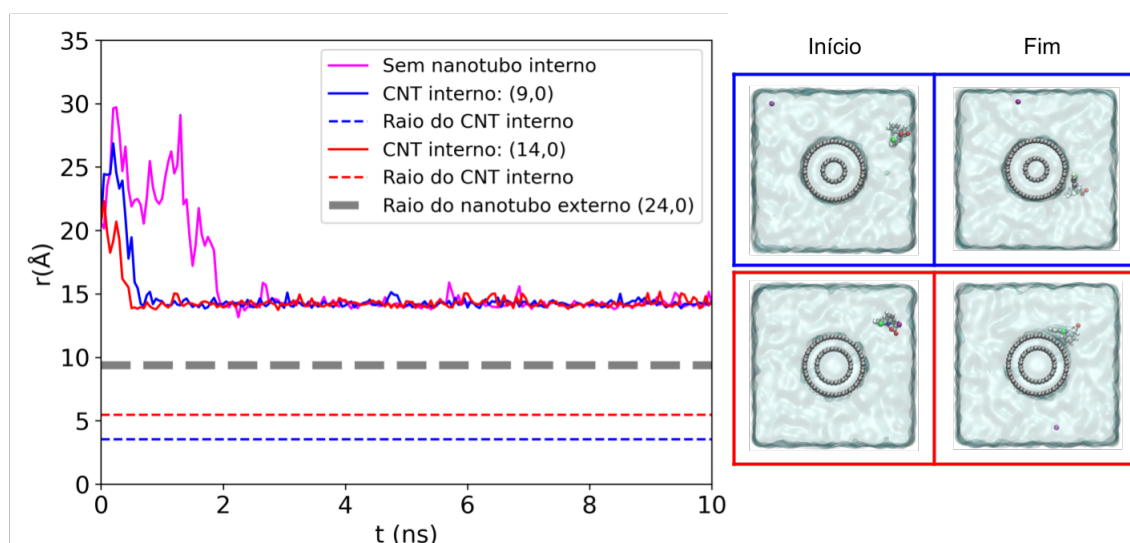 35
30
25
20
15
10
5
0
r(Å)
0 2 4 6 8 10
t (ns)
Sem nanotubo interno
CNT interno: (9,0)
Raio do CNT interno
CNT interno: (14,0)
Raio do CNT interno
Raio do nanotubo externo (24,0)
Início Fim